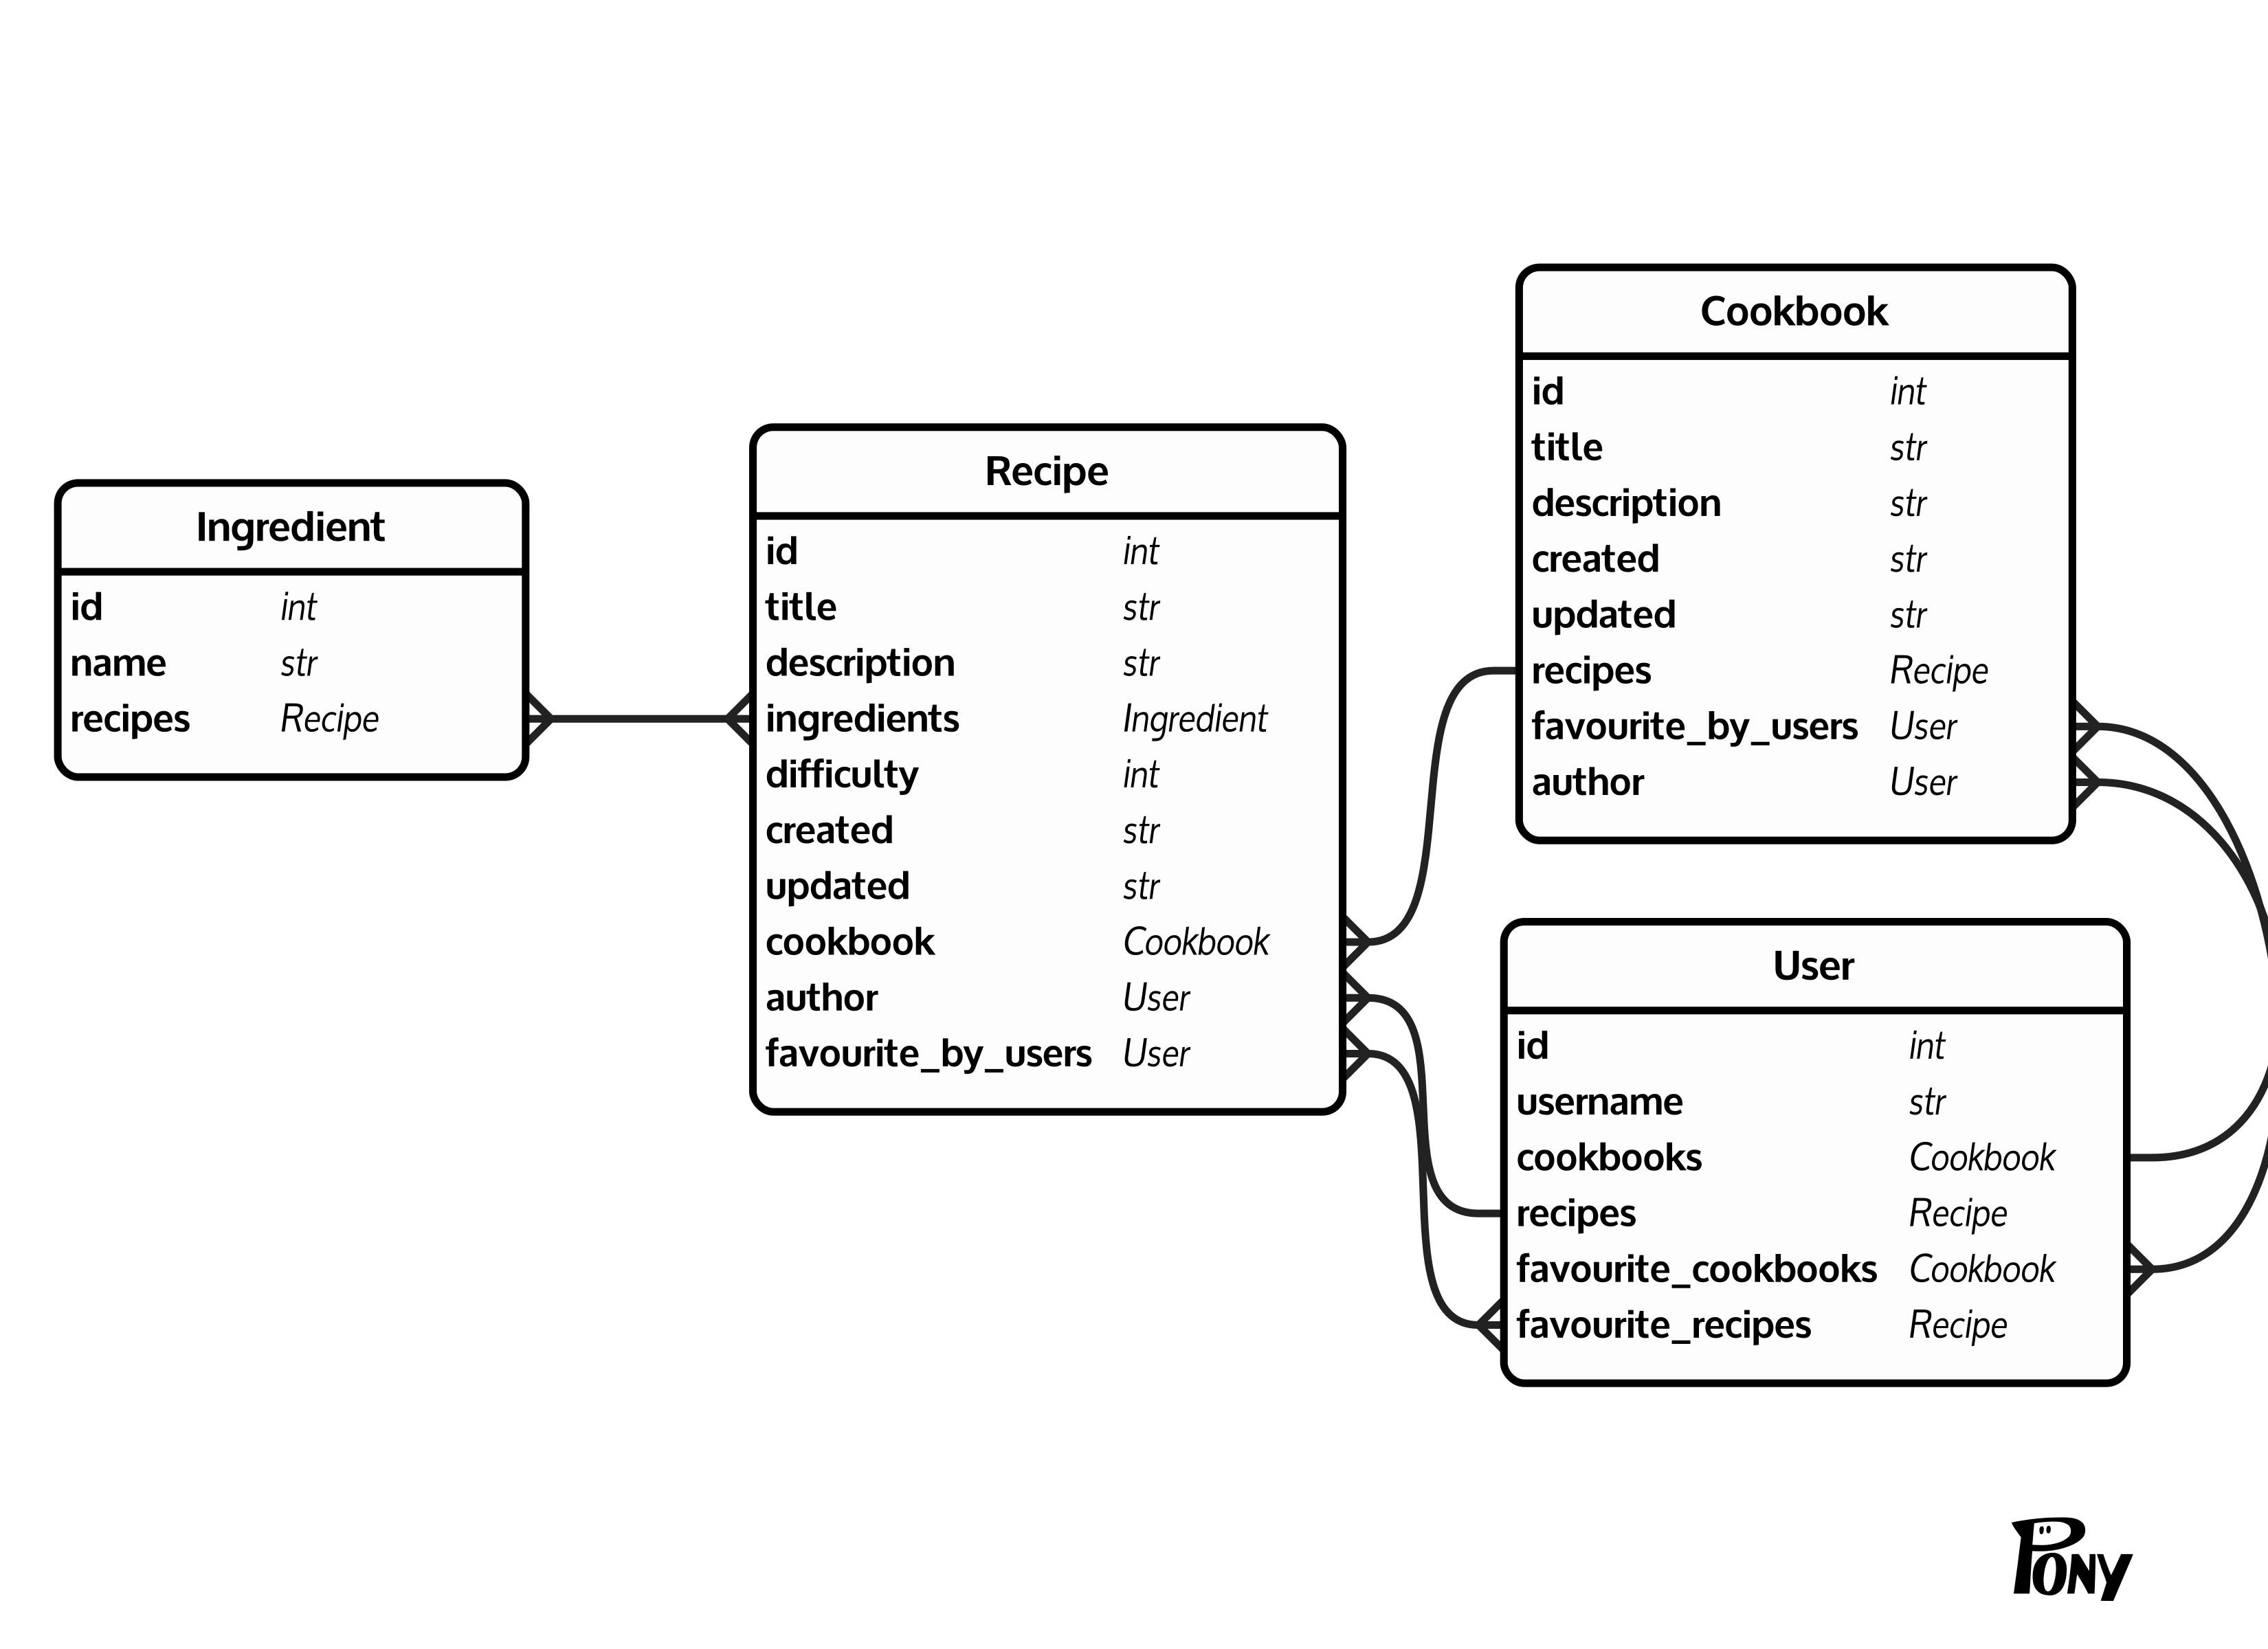 Ingredient
id int
name str
recipes Recipe
Recipe
id int
title str
description str
ingredients Ingredient
difficulty int
created str
updated str
cookbook Cookbook
author User
favourite_by_users User
Cookbook
id int
title str
description str
created str
updated str
recipes Recipe
favourite_by_users User
author User
User
id int
username str
cookbooks Cookbook
recipes Recipe
favourite_cookbooks Cookbook
favourite_recipes Recipe
PONY